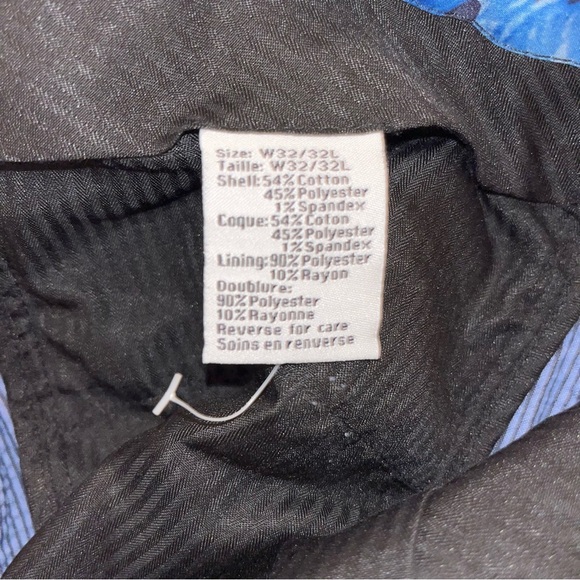 Size: W32/32L
Taille: W32/32L
Shell:54%Cotton
45%Polyester
1%Spandex
Coque:54%Coton
45%Polyester
1%Spandex
Lining:90%Polyester
10%Rayon
Doublure:
90%Polyester
10%Rayonne
Reverse for care
Soins en renverse